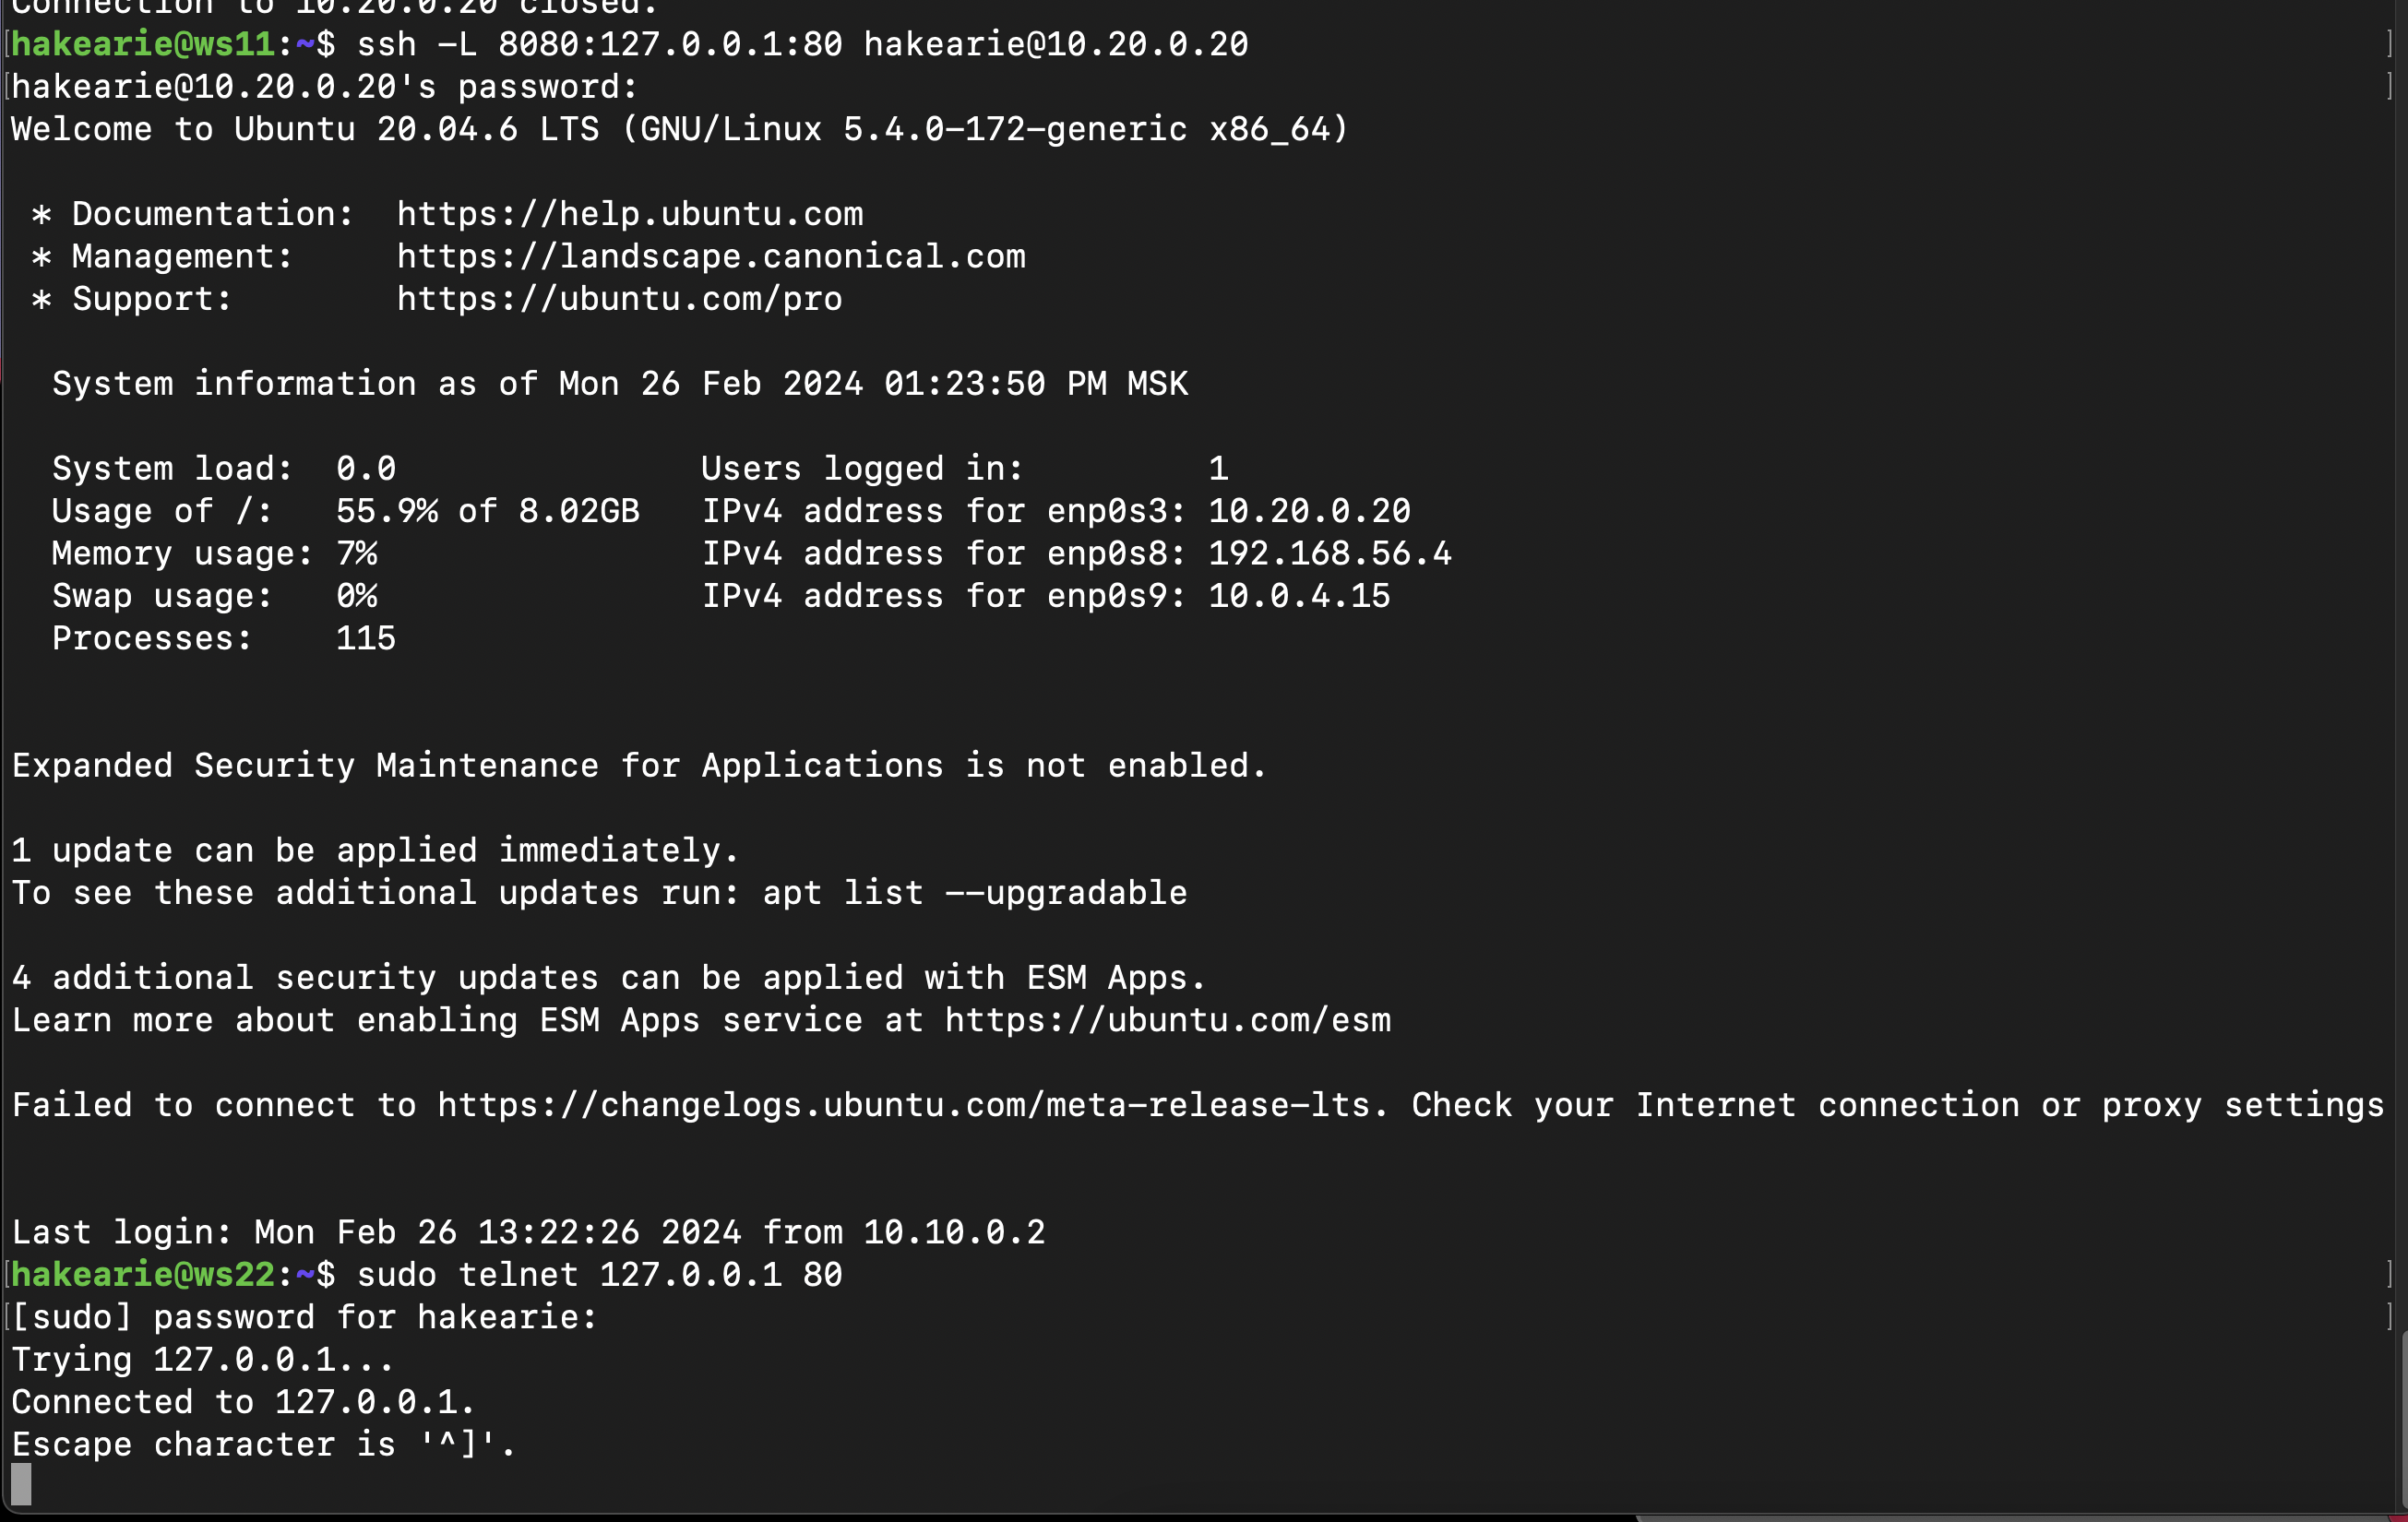 Connection to 10.20.0.20 closed.
[hakearie@ws11:~$ ssh -L 8080:127.0.0.1:80 hakearie@10.20.0.20 ]
[hakearie@10.20.0.20's password: ]
Welcome to Ubuntu 20.04.6 LTS (GNU/Linux 5.4.0-172-generic x86_64)
* Documentation: https://help.ubuntu.com
* Management: https://landscape.canonical.com
* Support: https://ubuntu.com/pro
System information as of Mon 26 Feb 2024 01:23:50 PM MSK
System load: 0.0 Users logged in: 1
Usage of /: 55.9% of 8.02GB IPv4 address for enp0s3: 10.20.0.20
Memory usage: 7% IPv4 address for enp0s8: 192.168.56.4
Swap usage: 0% IPv4 address for enp0s9: 10.0.4.15
Processes: 115
Expanded Security Maintenance for Applications is not enabled.
1 update can be applied immediately.
To see these additional updates run: apt list --upgradable
4 additional security updates can be applied with ESM Apps.
Learn more about enabling ESM Apps service at https://ubuntu.com/esm
Failed to connect to https://changelogs.ubuntu.com/meta-release-lts. Check your Internet connection or proxy settings
Last login: Mon Feb 26 13:22:26 2024 from 10.10.0.2
[hakearie@ws22:~$ sudo telnet 127.0.0.1 80 ]
[[sudo] password for hakearie: ]
Trying 127.0.0.1...
Connected to 127.0.0.1.
Escape character is '^]'.